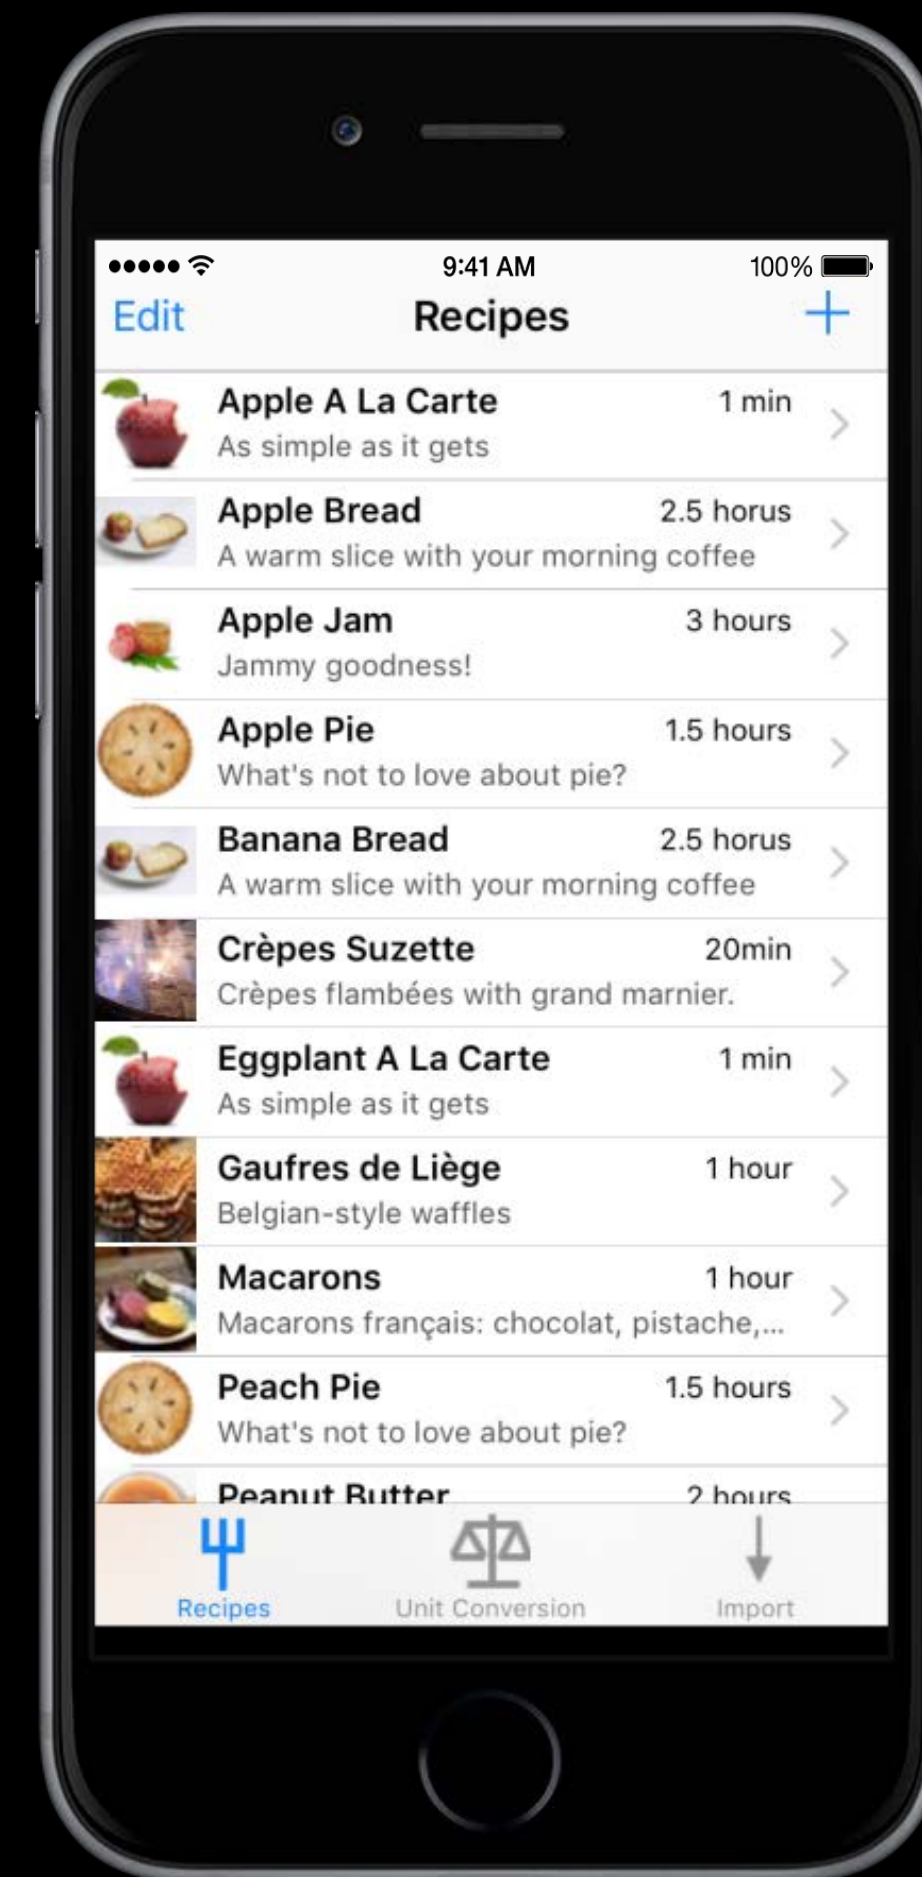 9:41 AM 100%
Edit Recipes +
Apple A La Carte 1 min
As simple as it gets
Apple Bread 2.5 horus
A warm slice with your morning coffee
Apple Jam 3 hours
Jammy goodness!
Apple Pie 1.5 hours
What's not to love about pie?
Banana Bread 2.5 horus
A warm slice with your morning coffee
Crèpes Suzette 20min
Crèpes flambées with grand marnier.
Eggplant A La Carte 1 min
As simple as it gets
Gaufres de Liège 1 hour
Belgian-style waffles
Macarons 1 hour
Macarons français: chocolat, pistache,...
Peach Pie 1.5 hours
What's not to love about pie?
Peanut Butter 2 hours
Recipes Unit Conversion Import